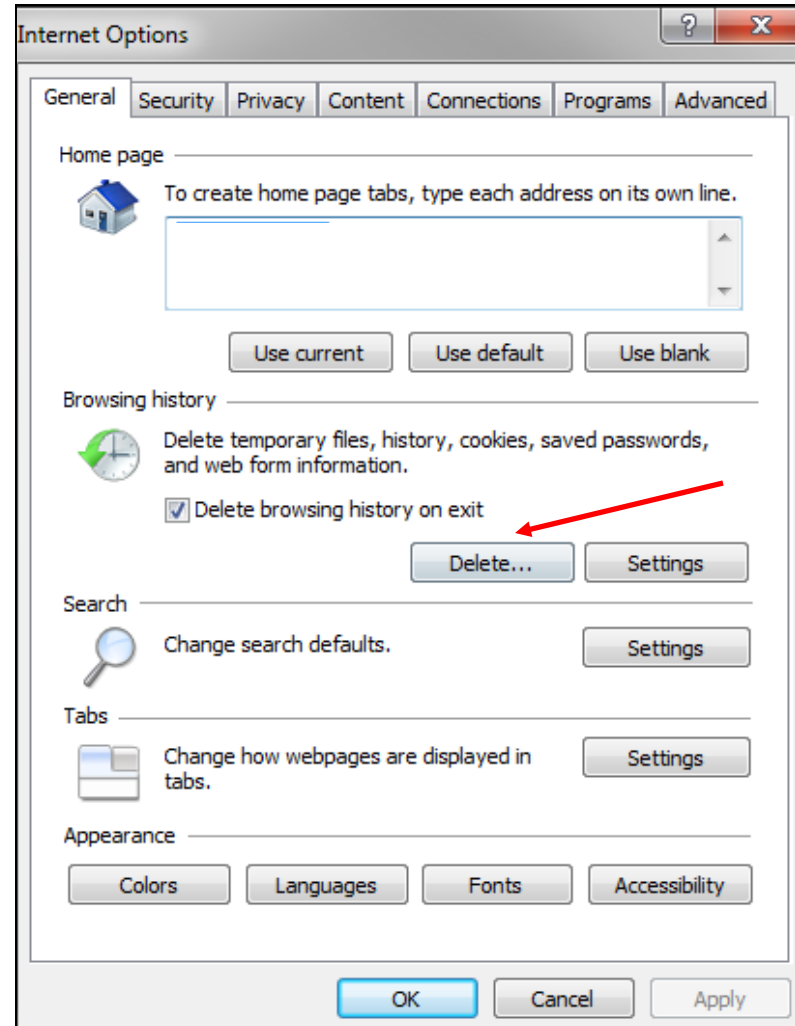 Internet Options
?
X
General Security Privacy Content Connections Programs Advanced
Home page
To create home page tabs, type each address on its own line.
Use current Use default Use blank
Browsing history
Delete temporary files, history, cookies, saved passwords,
and web form information.
Delete browsing history on exit
Delete... Settings
Search
Change search defaults. Settings
Tabs
Change how webpages are displayed in
tabs.
Settings
Appearance
Colors Languages Fonts Accessibility
OK Cancel Apply